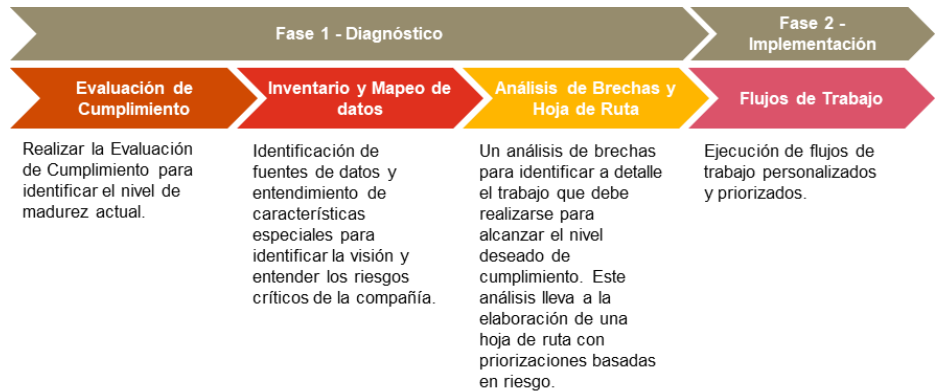 Fase 1 - Diagnóstico
Fase 2 -
Implementación
Evaluación de
Cumplimiento
Inventario y Mapeo de
datos
Análisis de Brechas y
Hoja de Ruta
Flujos de Trabajo
Realizar la Evaluación
de Cumplimiento para
identificar el nivel de
madurez actual.
Identificación de
fuentes de datos y
entendimiento de
características
especiales para
identificar la visión y
entender los riesgos
críticos de la compañía.
Un análisis de brechas
para identificar a detalle
el trabajo que debe
realizarse para
alcanzar el nivel
deseado de
cumplimiento. Este
análisis lleva a la
elaboración de una
hoja de ruta con
priorizaciones basadas
en riesgo.
Ejecución de flujos de
trabajo personalizados
y priorizados.